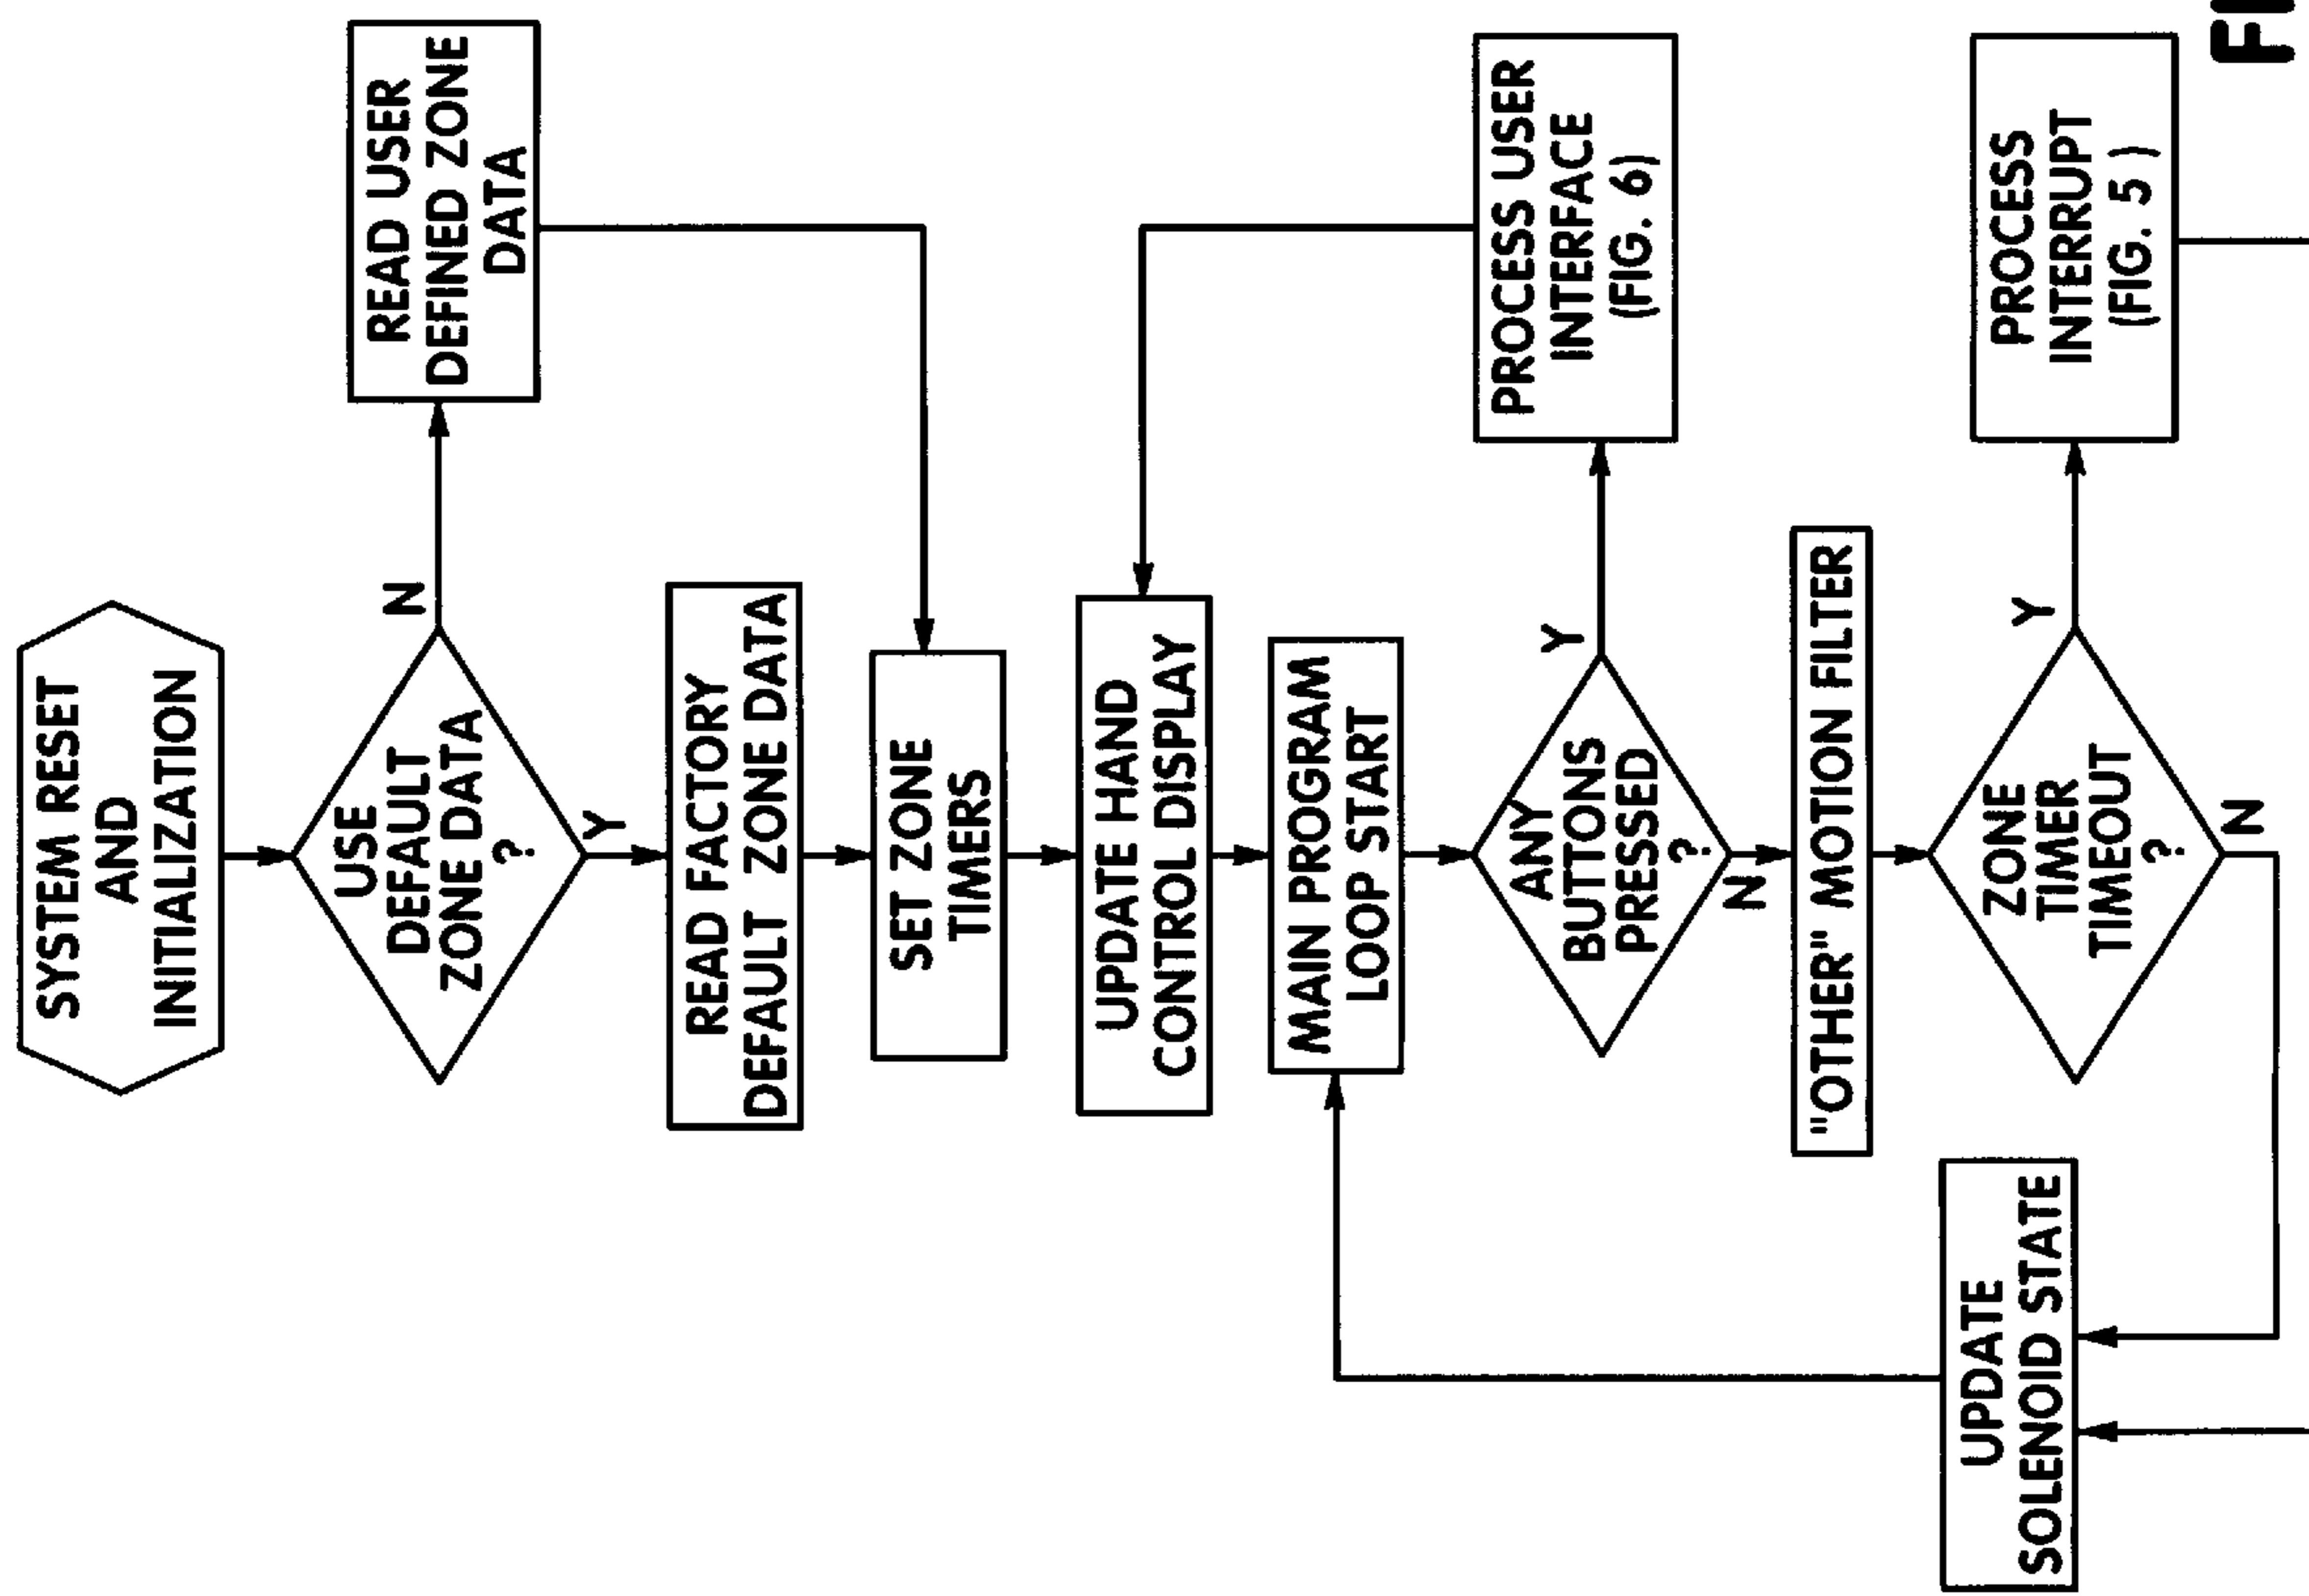 SYSTEM RESET
AND
INITIALIZATION
USE
DEFAULT
ZONE DATA
?
N
Y
READ USER
DEFINED ZONE
DATA
READ FACTORY
DEFAULT ZONE DATA
SET ZONE
TIMERS
UPDATE HAND
CONTROL DISPLAY
MAIN PROGRAM
LOOP START
ANY
BUTTONS
PRESSED
?
Y
N
PROCESS USER
INTERFACE
(FIG. 6)
"OTHER" MOTION FILTER
ZONE
TIMER
TIMEOUT
?
Y
N
PROCESS
INTERRUPT
(FIG. 5 )
UPDATE
SOLENOID STATE